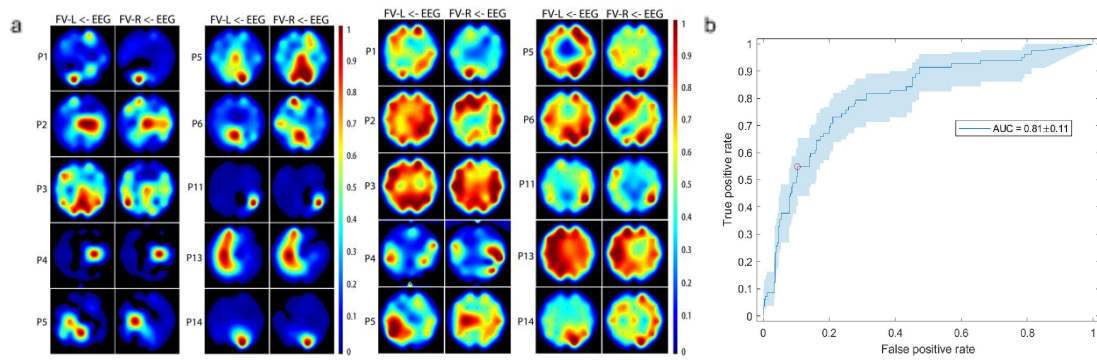 a
FV-L <- EEG FV-R <- EEG FV-L <- EEG FV-R <- EEG FV-L <- EEG FV-R <- EEG FV-L <- EEG FV-R <- EEG
P1 P5 P1 P5
P2 P6 P2 P6
P3 P11 P3 P11
P4 P13 P4 P13
P5 P14 P5 P14
1
0.9
0.8
0.7
0.6
0.5
0.4
0.3
0.2
0.1
0
1
0.9
0.8
0.7
0.6
0.5
0.4
0.3
0.2
0.1
0
b
True positive rate
1
0.9
0.8
0.7
0.6
0.5
0.4
0.3
0.2
0.1
0
AUC = 0.81±0.11
0 0.2 0.4 0.6 0.8 1
False positive rate